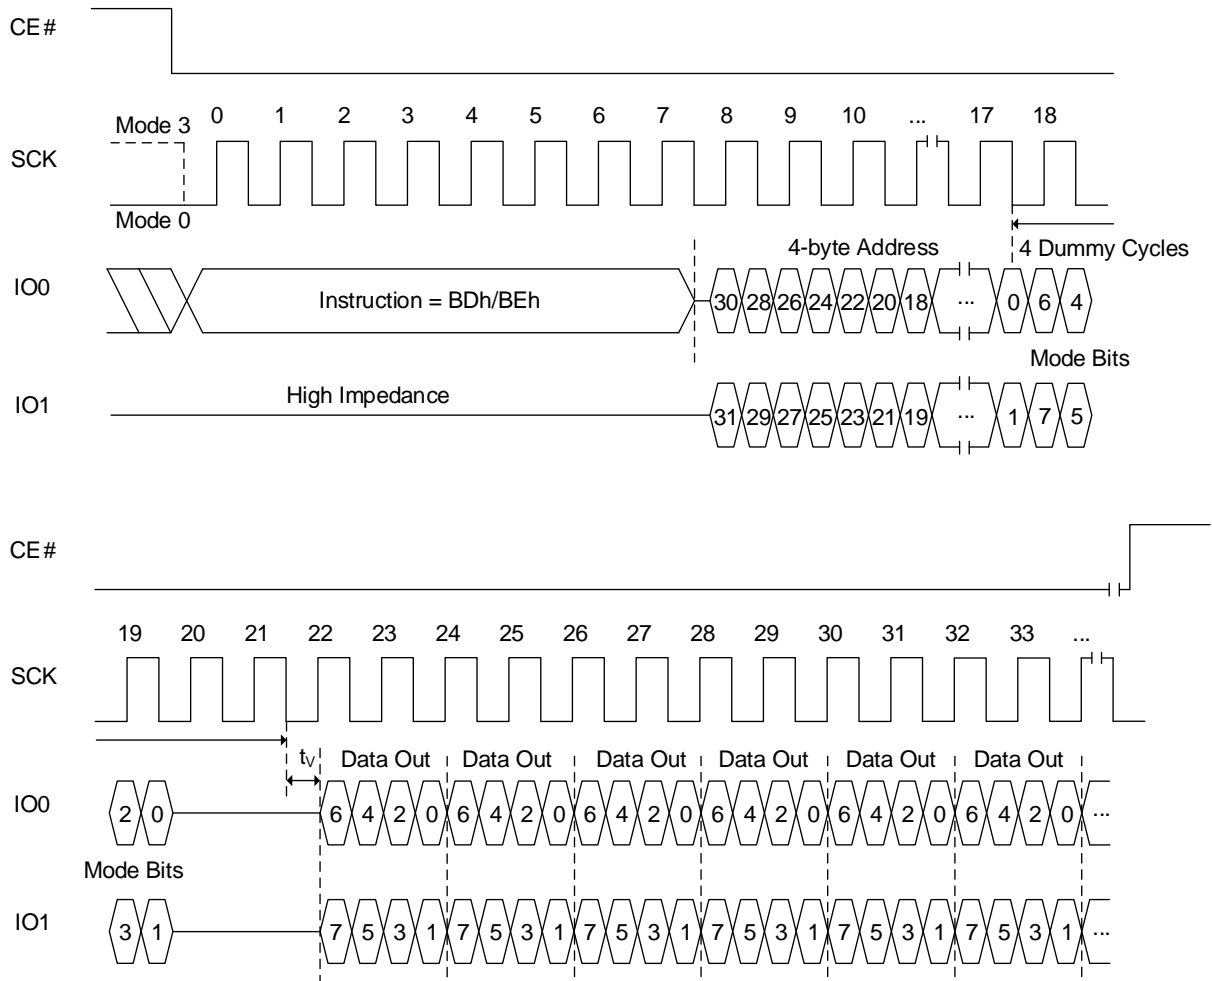 CE#
Mode 3 0 1 2 3 4 5 6 7 8 9 10 ... 17 18
SCK
Mode 0
4-byte Address 4 Dummy Cycles
IO0 Instruction = BDh/BEh 30 28 26 24 22 20 18 ... 0 6 4
Mode Bits
IO1 High Impedance 31 29 27 25 23 21 19 ... 1 7 5
CE#
19 20 21 22 23 24 25 26 27 28 29 30 31 32 33 ...
SCK
tV Data Out Data Out Data Out Data Out Data Out Data Out
IO0 2 0 6 4 2 0 6 4 2 0 6 4 2 0 6 4 2 0 6 4 2 0 6 4 2 0 ...
Mode Bits
IO1 3 1 7 5 3 1 7 5 3 1 7 5 3 1 7 5 3 1 7 5 3 1 7 5 3 1 ...